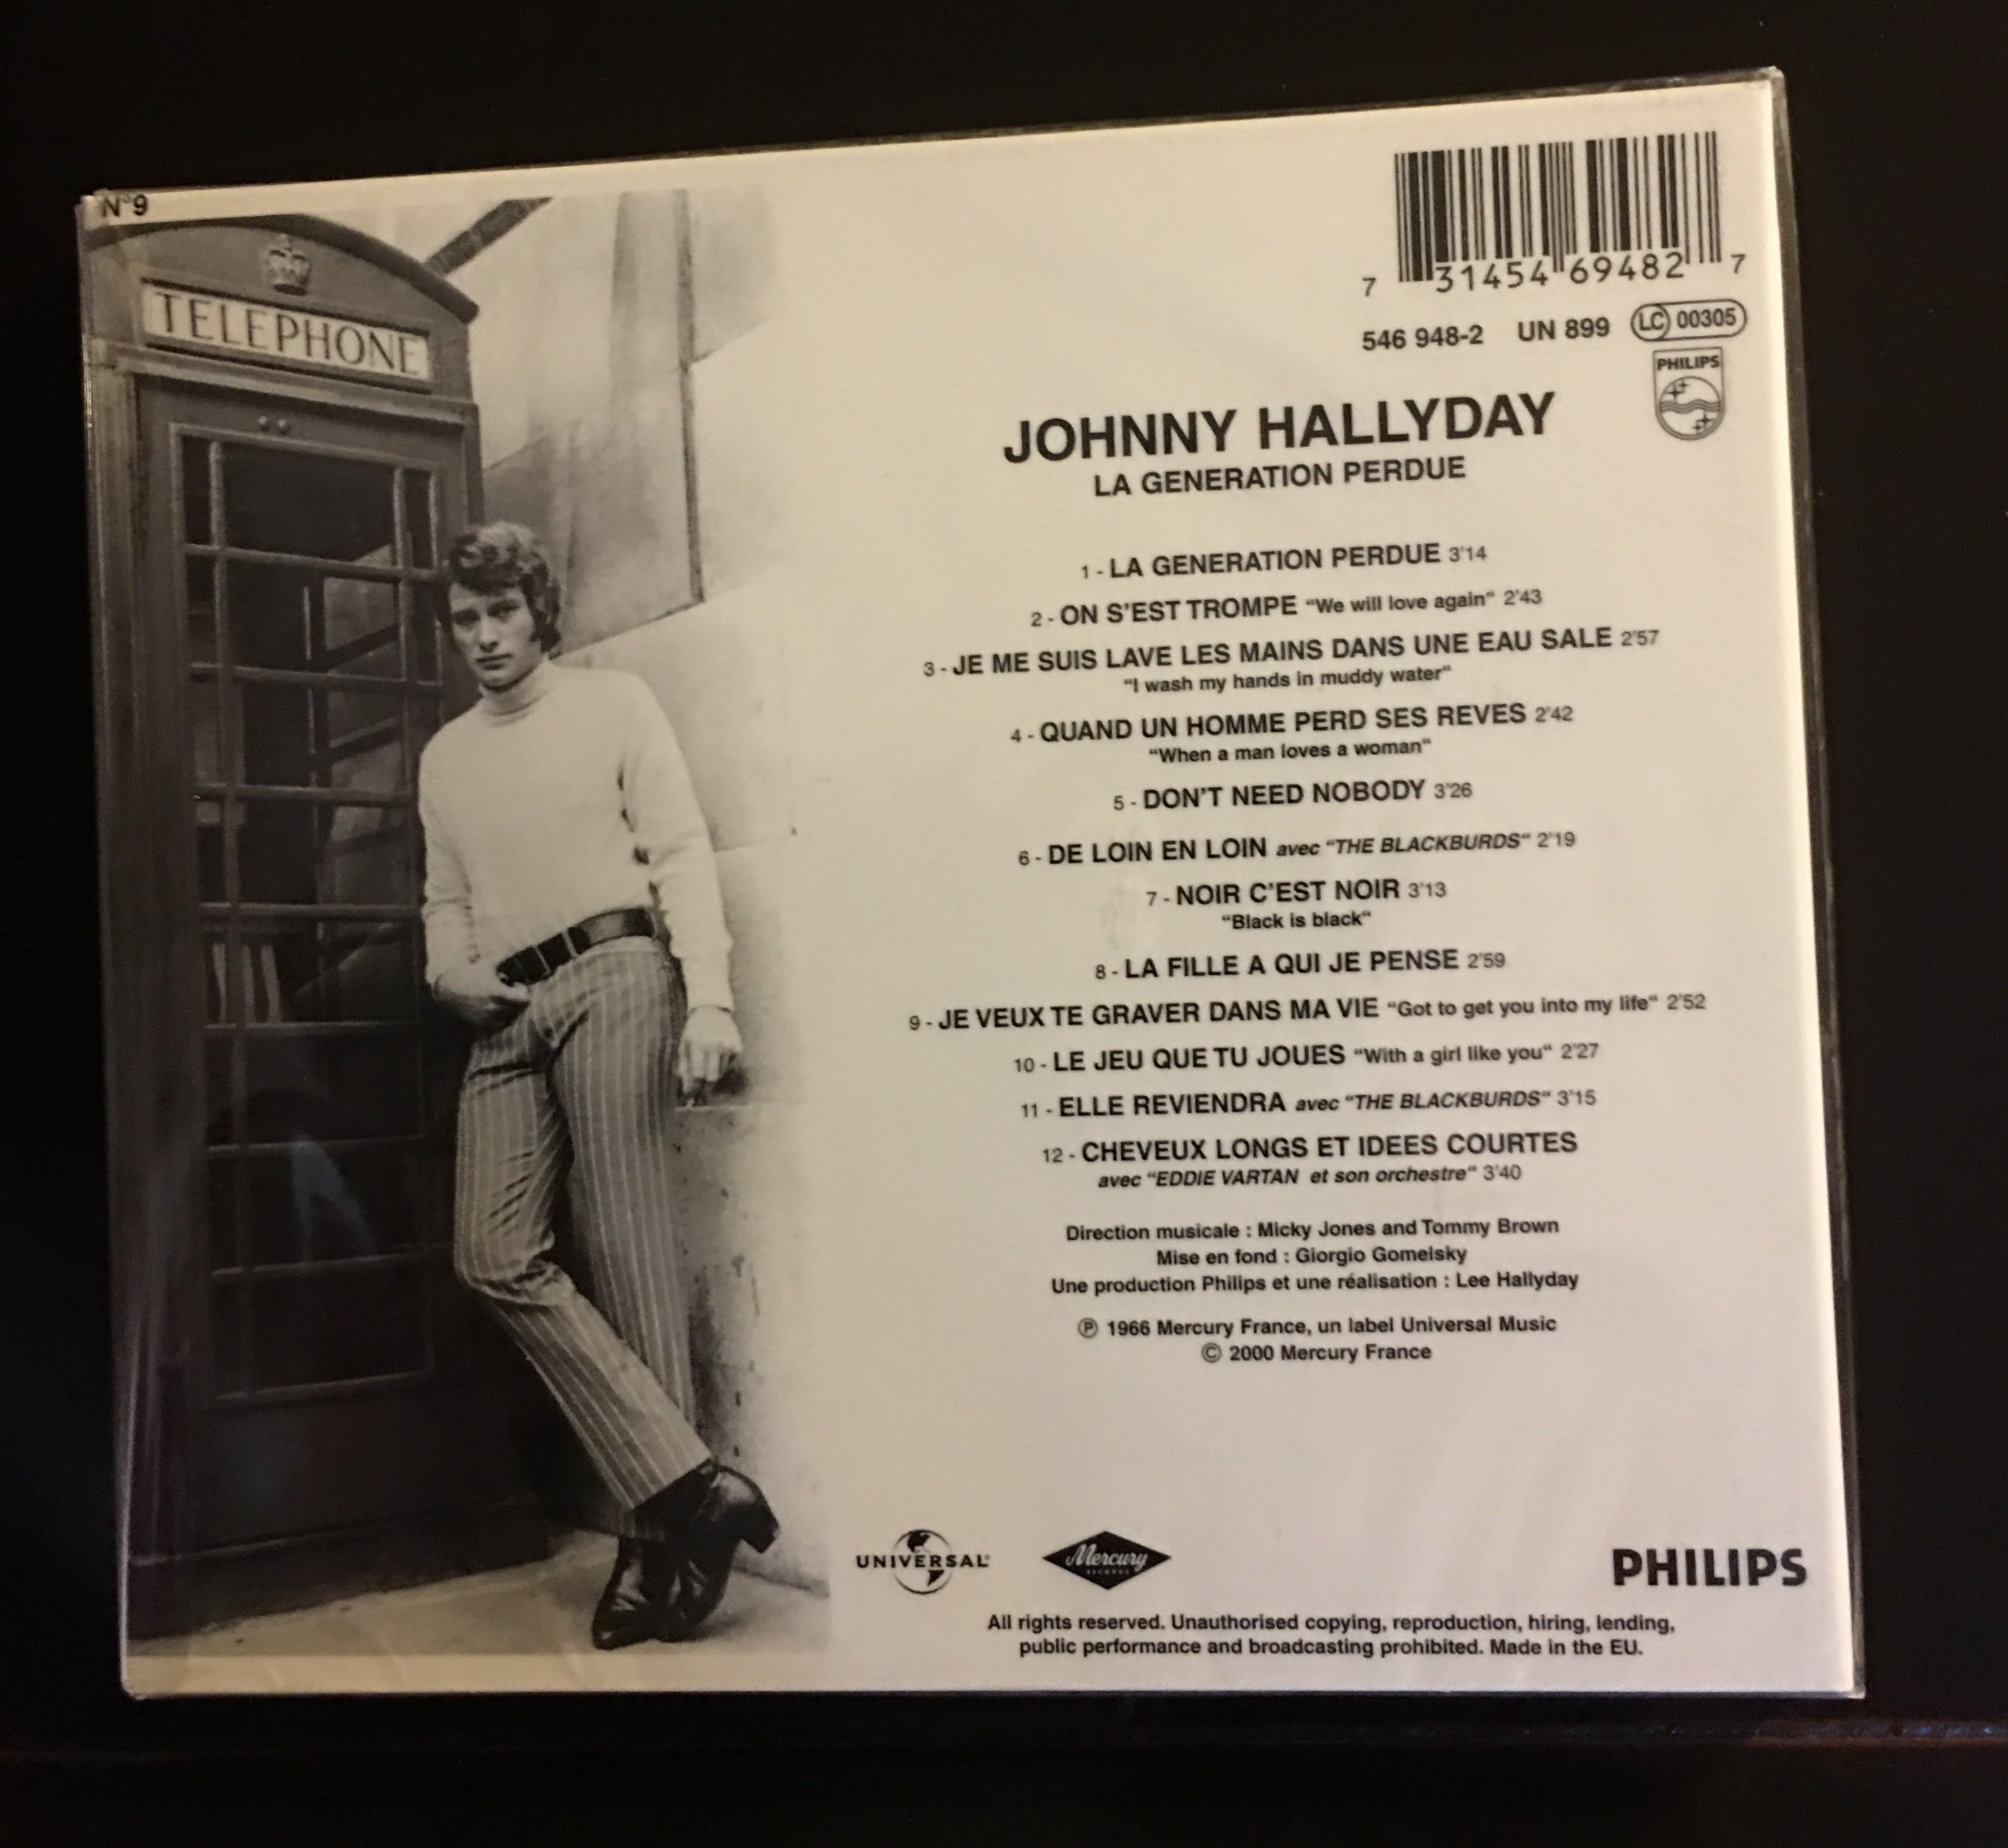 N°9
TELEPHONE
7 31454 69482 7
546 948-2 UN 899 LC 00305
PHILIPS
JOHNNY HALLYDAY
LA GENERATION PERDUE
1 - LA GENERATION PERDUE 3'14
2 - ON S'EST TROMPE "We will love again" 2'43
3 - JE ME SUIS LAVE LES MAINS DANS UNE EAU SALE 2'57
"I wash my hands in muddy water"
4 - QUAND UN HOMME PERD SES REVES 2'42
"When a man loves a woman"
5 - DON'T NEED NOBODY 3'26
6 - DE LOIN EN LOIN avec "THE BLACKBURDS" 2'19
7 - NOIR C'EST NOIR 3'13
"Black is black"
8 - LA FILLE A QUI JE PENSE 2'59
9 - JE VEUX TE GRAVER DANS MA VIE "Got to get you into my life" 2'52
10 - LE JEU QUE TU JOUES "With a girl like you" 2'27
11 - ELLE REVIENDRA avec "THE BLACKBURDS" 3'15
12 - CHEVEUX LONGS ET IDEES COURTES
avec "EDDIE VARTAN et son orchestre" 3'40
Direction musicale : Micky Jones and Tommy Brown
Mise en fond : Giorgio Gomelsky
Une production Philips et une réalisation : Lee Hallyday
℗ 1966 Mercury France, un label Universal Music
© 2000 Mercury France
UNIVERSAL
Mercury
RECORDS
PHILIPS
All rights reserved. Unauthorised copying, reproduction, hiring, lending,
public performance and broadcasting prohibited. Made in the EU.